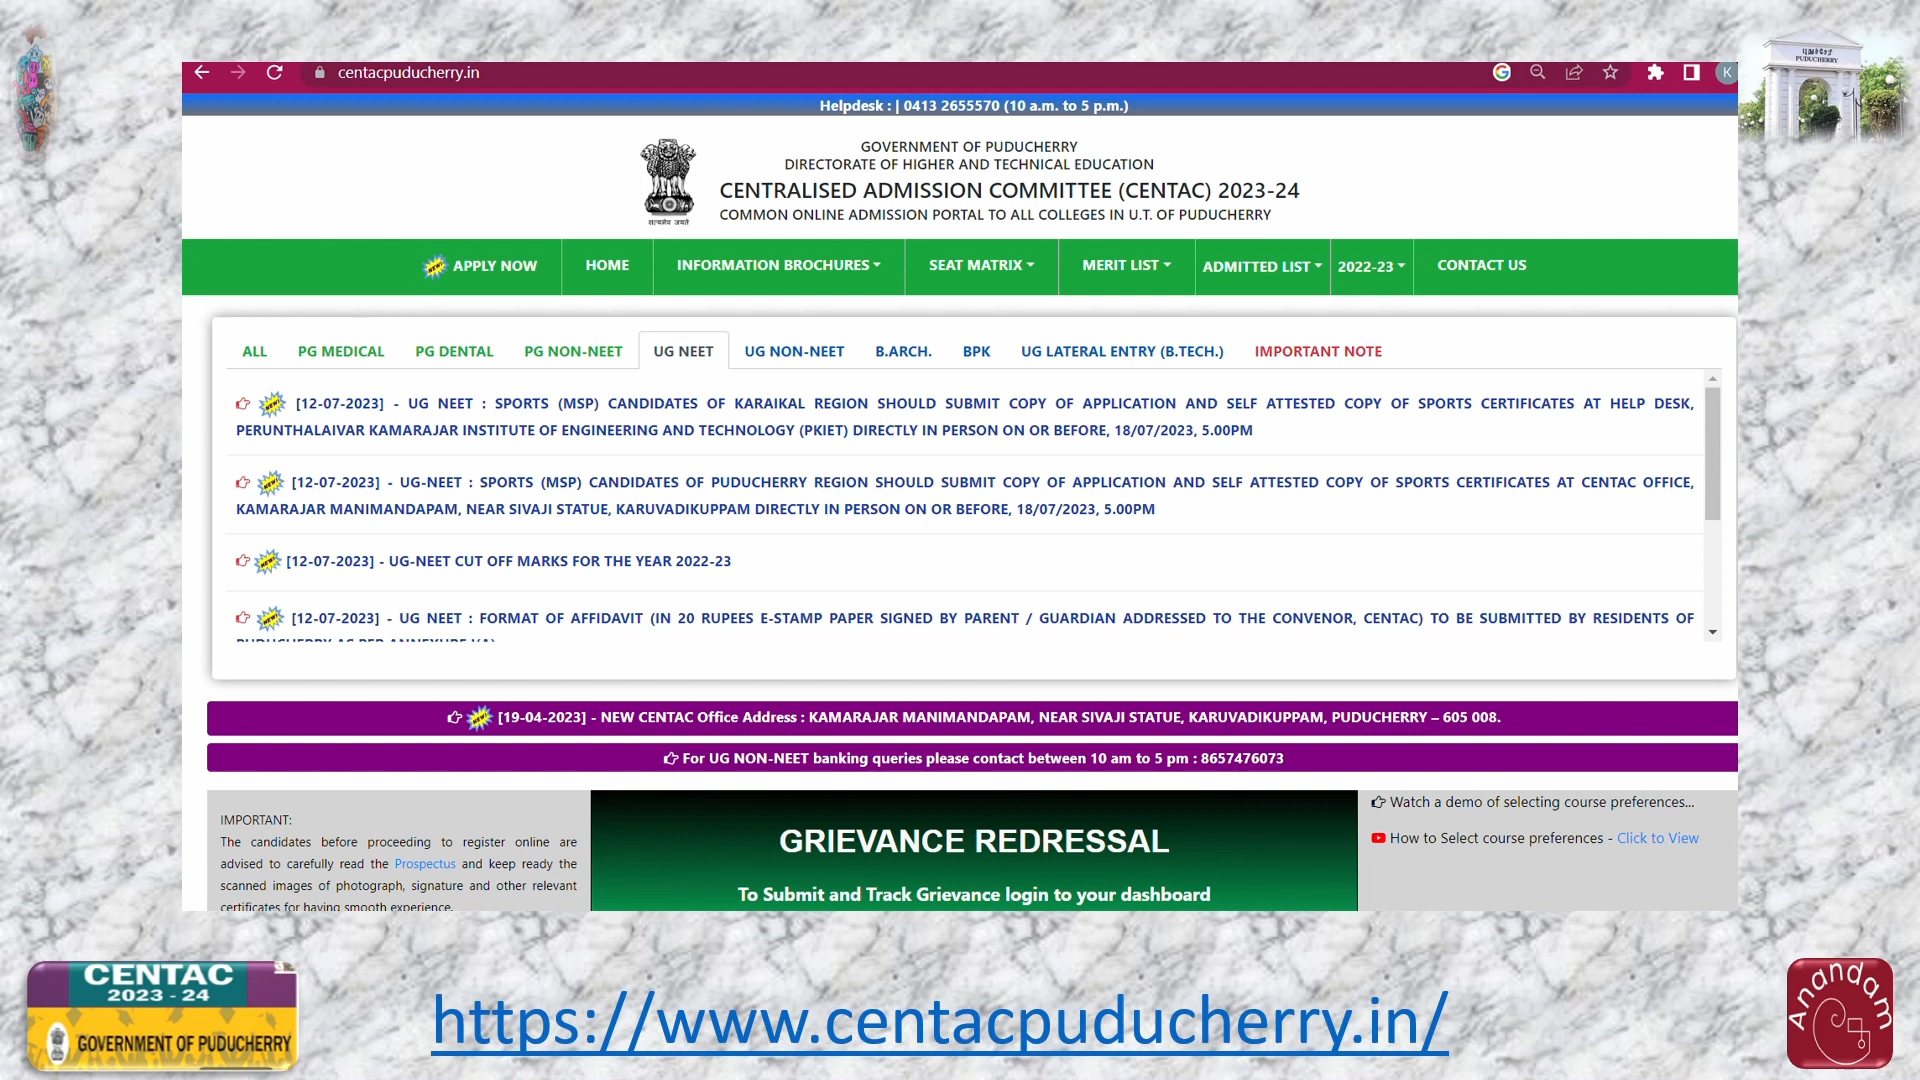 centacpuducherry.in
K
புதுச்சேரி
PUDUCHERRY
Helpdesk : | 0413 2655570 (10 a.m. to 5 p.m.)
GOVERNMENT OF PUDUCHERRY
DIRECTORATE OF HIGHER AND TECHNICAL EDUCATION
CENTRALISED ADMISSION COMMITTEE (CENTAC) 2023-24
COMMON ONLINE ADMISSION PORTAL TO ALL COLLEGES IN U.T. OF PUDUCHERRY
सत्यमेव जयते
NEW! APPLY NOW HOME INFORMATION BROCHURES SEAT MATRIX MERIT LIST ADMITTED LIST 2022-23 CONTACT US
ALL PG MEDICAL PG DENTAL PG NON-NEET UG NEET UG NON-NEET B.ARCH. BPK UG LATERAL ENTRY (B.TECH.) IMPORTANT NOTE
NEW! [12-07-2023] - UG NEET : SPORTS (MSP) CANDIDATES OF KARAIKAL REGION SHOULD SUBMIT COPY OF APPLICATION AND SELF ATTESTED COPY OF SPORTS CERTIFICATES AT HELP DESK,
PERUNTHALAIVAR KAMARAJAR INSTITUTE OF ENGINEERING AND TECHNOLOGY (PKIET) DIRECTLY IN PERSON ON OR BEFORE, 18/07/2023, 5.00PM
NEW! [12-07-2023] - UG-NEET : SPORTS (MSP) CANDIDATES OF PUDUCHERRY REGION SHOULD SUBMIT COPY OF APPLICATION AND SELF ATTESTED COPY OF SPORTS CERTIFICATES AT CENTAC OFFICE,
KAMARAJAR MANIMANDAPAM, NEAR SIVAJI STATUE, KARUVADIKUPPAM DIRECTLY IN PERSON ON OR BEFORE, 18/07/2023, 5.00PM
NEW! [12-07-2023] - UG-NEET CUT OFF MARKS FOR THE YEAR 2022-23
NEW! [12-07-2023] - UG NEET : FORMAT OF AFFIDAVIT (IN 20 RUPEES E-STAMP PAPER SIGNED BY PARENT / GUARDIAN ADDRESSED TO THE CONVENOR, CENTAC) TO BE SUBMITTED BY RESIDENTS OF
PUDUCHERRY AS PER ANNEXURE I(A)
NEW! [19-04-2023] - NEW CENTAC Office Address : KAMARAJAR MANIMANDAPAM, NEAR SIVAJI STATUE, KARUVADIKUPPAM, PUDUCHERRY – 605 008.
For UG NON-NEET banking queries please contact between 10 am to 5 pm : 8657476073
IMPORTANT:
The candidates before proceeding to register online are
advised to carefully read the Prospectus and keep ready the
scanned images of photograph, signature and other relevant
certificates for having smooth experience.
GRIEVANCE REDRESSAL
To Submit and Track Grievance login to your dashboard
Watch a demo of selecting course preferences...
How to Select course preferences - Click to View
CENTAC
2023 - 24
GOVERNMENT OF PUDUCHERRY
https://www.centacpuducherry.in/
Anandam